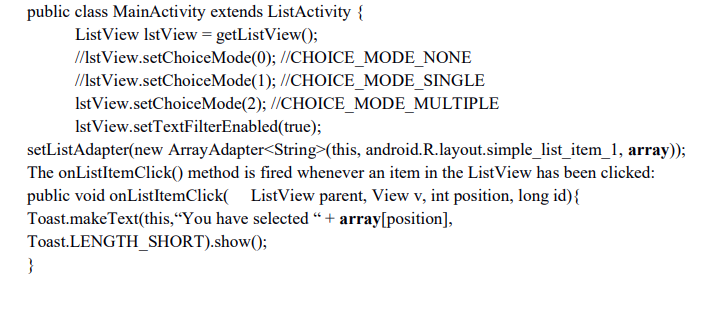 public class MainActivity extends ListActivity {
ListView lstView = getListView();
//lstView.setChoiceMode(0); //CHOICE_MODE_NONE
//lstView.setChoiceMode(1); //CHOICE_MODE_SINGLE
lstView.setChoiceMode(2); //CHOICE_MODE_MULTIPLE
lstView.setTextFilterEnabled(true);
setListAdapter(new ArrayAdapter<String>(this, android.R.layout.simple_list_item_1, array));
The onListItemClick() method is fired whenever an item in the ListView has been clicked:
public void onListItemClick( ListView parent, View v, int position, long id){
Toast.makeText(this,“You have selected “ + array[position],
Toast.LENGTH_SHORT).show();
}